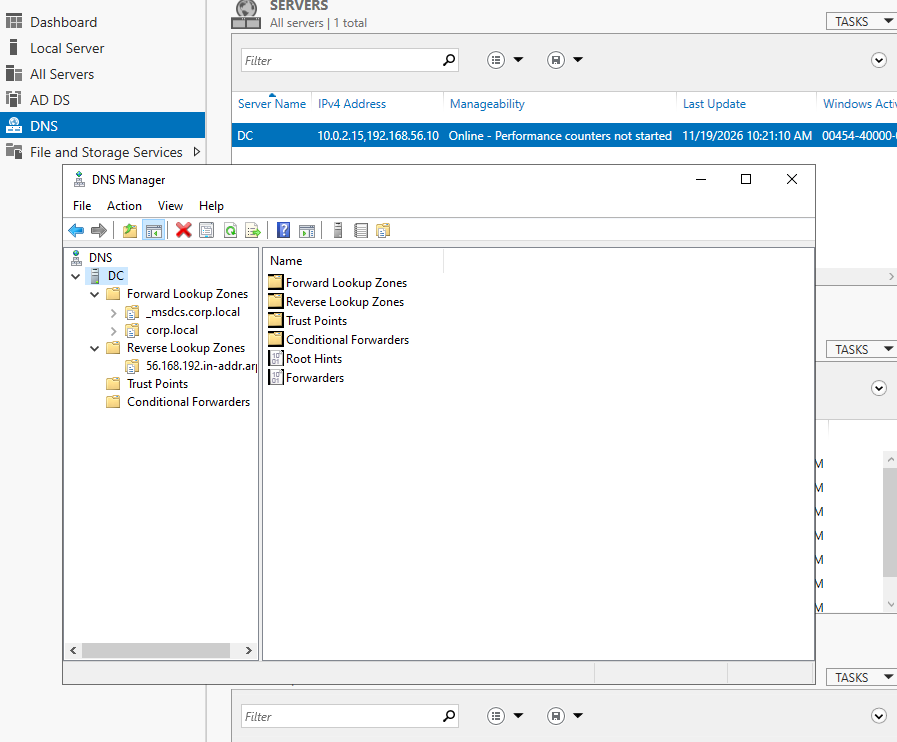 Dashboard
Local Server
All Servers
AD DS
DNS
File and Storage Services
SERVERS
All servers | 1 total
TASKS
Filter
Server Name IPv4 Address Manageability Last Update Windows Activ
DC 10.0.2.15,192.168.56.10 Online - Performance counters not started 11/19/2026 10:21:10 AM 00454-40000-
DNS Manager
File Action View Help
DNS
DC
Forward Lookup Zones
_msdcs.corp.local
corp.local
Reverse Lookup Zones
56.168.192.in-addr.arp
Trust Points
Conditional Forwarders
Name
Forward Lookup Zones
Reverse Lookup Zones
Trust Points
Conditional Forwarders
Root Hints
Forwarders
TASKS
M
M
M
M
M
M
M
TASKS
Filter